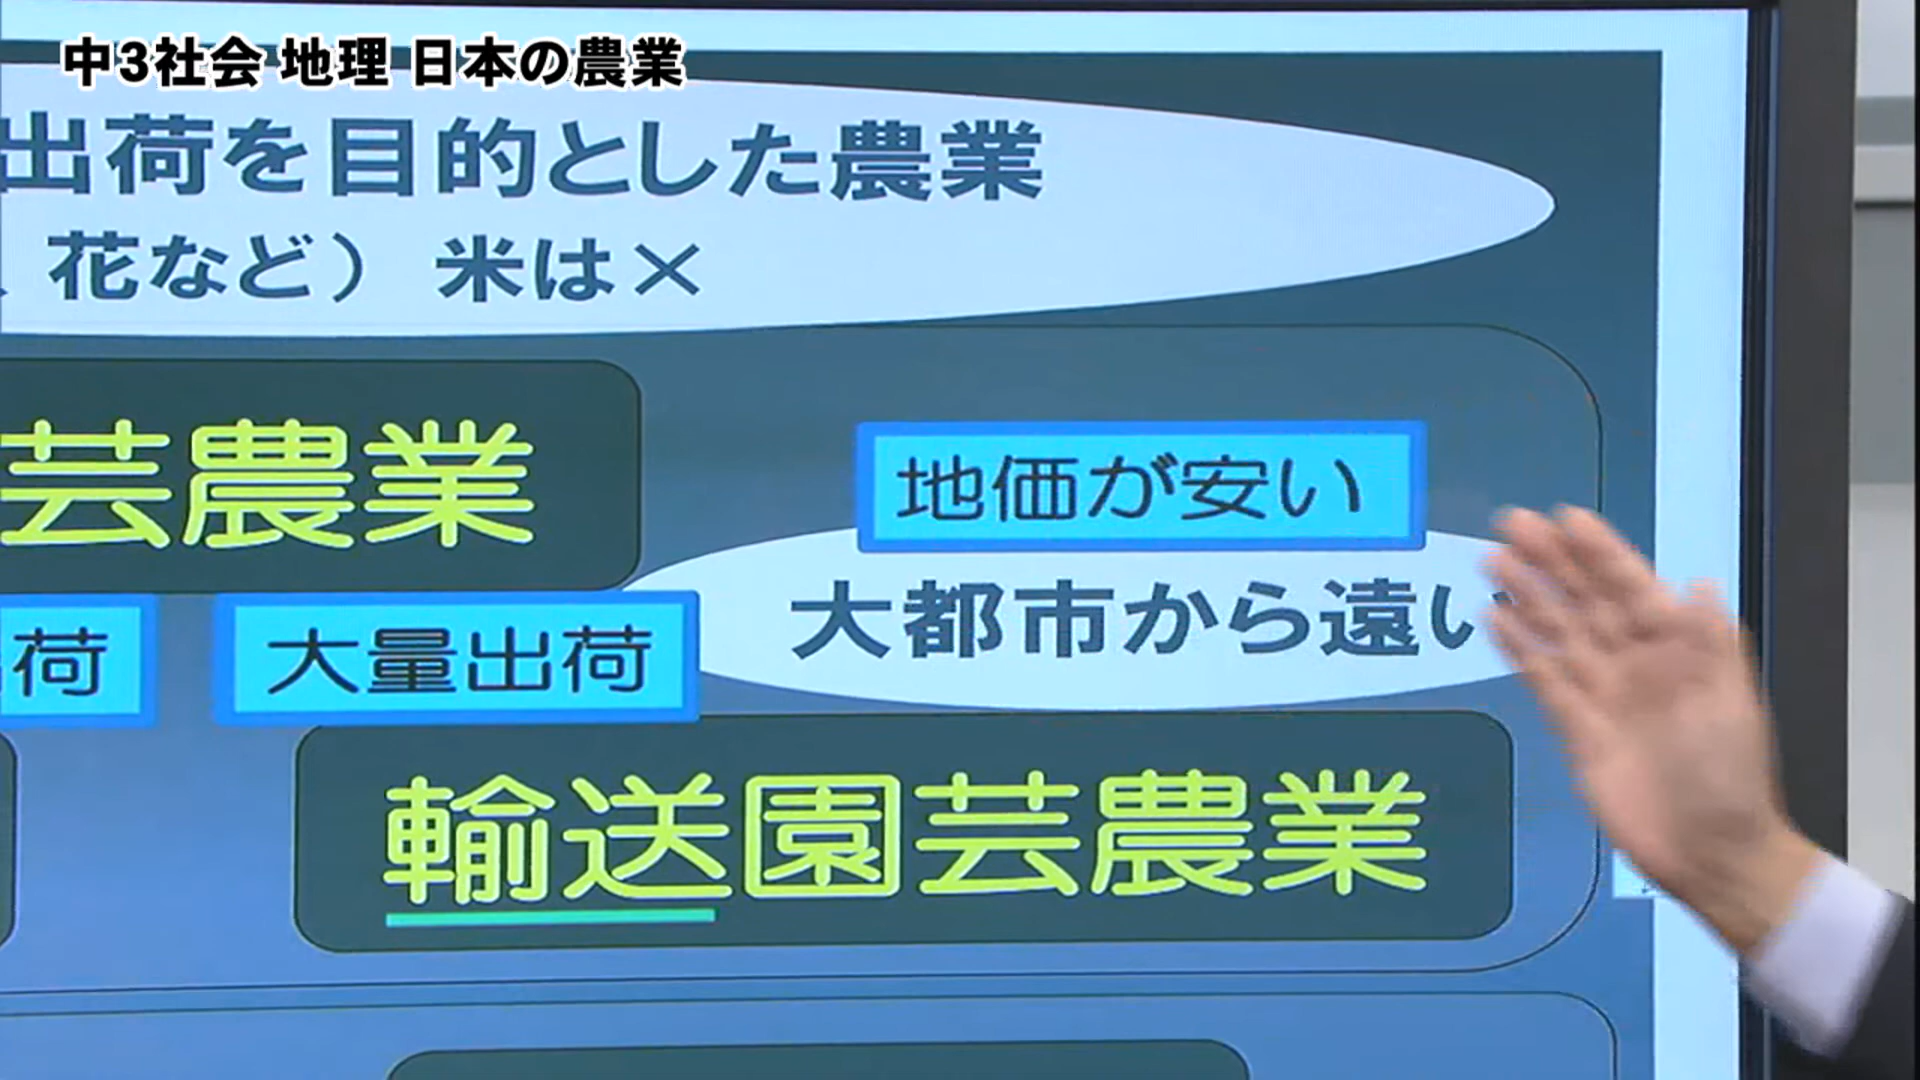 中3社会 地理 日本の農業
出荷を目的とした農業
花など） 米は×
芸農業
地価が安い
大都市から遠い
荷
大量出荷
輸送園芸農業